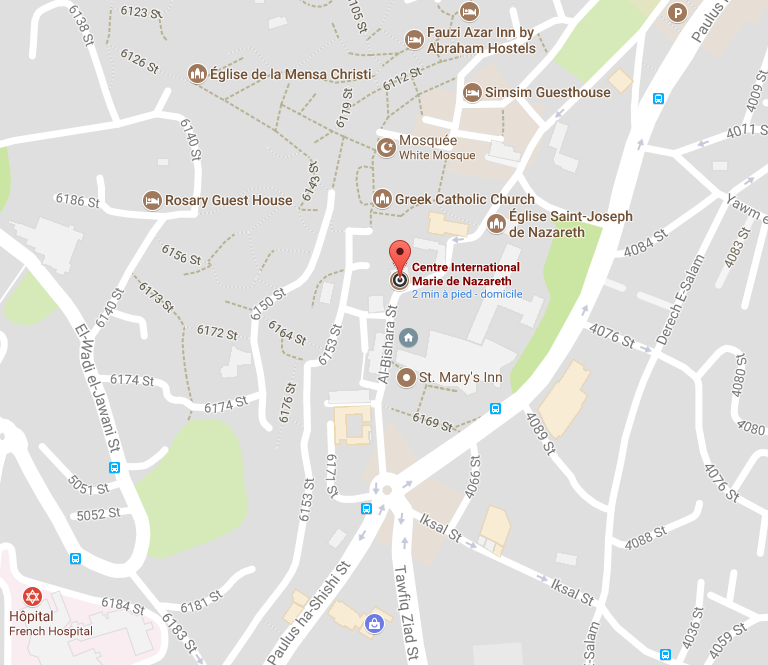 6138 St
6123 St
6105 St
Fauzi Azar Inn by
Abraham Hostels
P
Paulus
6126 St
Église de la Mensa Christi
6112 St
Simsim Guesthouse
4009 St
6119 St
6140 St
Mosquée
White Mosque
4011 St
6143 St
6186 St
Rosary Guest House
Greek Catholic Church
Yawm
Église Saint-Joseph
de Nazareth
4084 St
4083 St
6156 St
Centre International
Marie de Nazareth
2 min à pied - domicile
Derech E-Salam
6173 St
6140 St
6150 St
6172 St
6164 St
6153 St
Al-Bishara St
4076 St
El-Wadi el-Jawani St
4080 St
6174 St
6174 St
6176 St
St. Mary's Inn
6169 St
4089 St
4080
5051 St
5052 St
6153 St
6171 St
4066 St
4076 St
Iksal St
4088 St
Hôpital
French Hospital
6184 St
6181 St
6183 St
Paulus ha-Shishi St
Tawfiq Ziad St
Iksal St
E-Salam
4036 St
4059 St